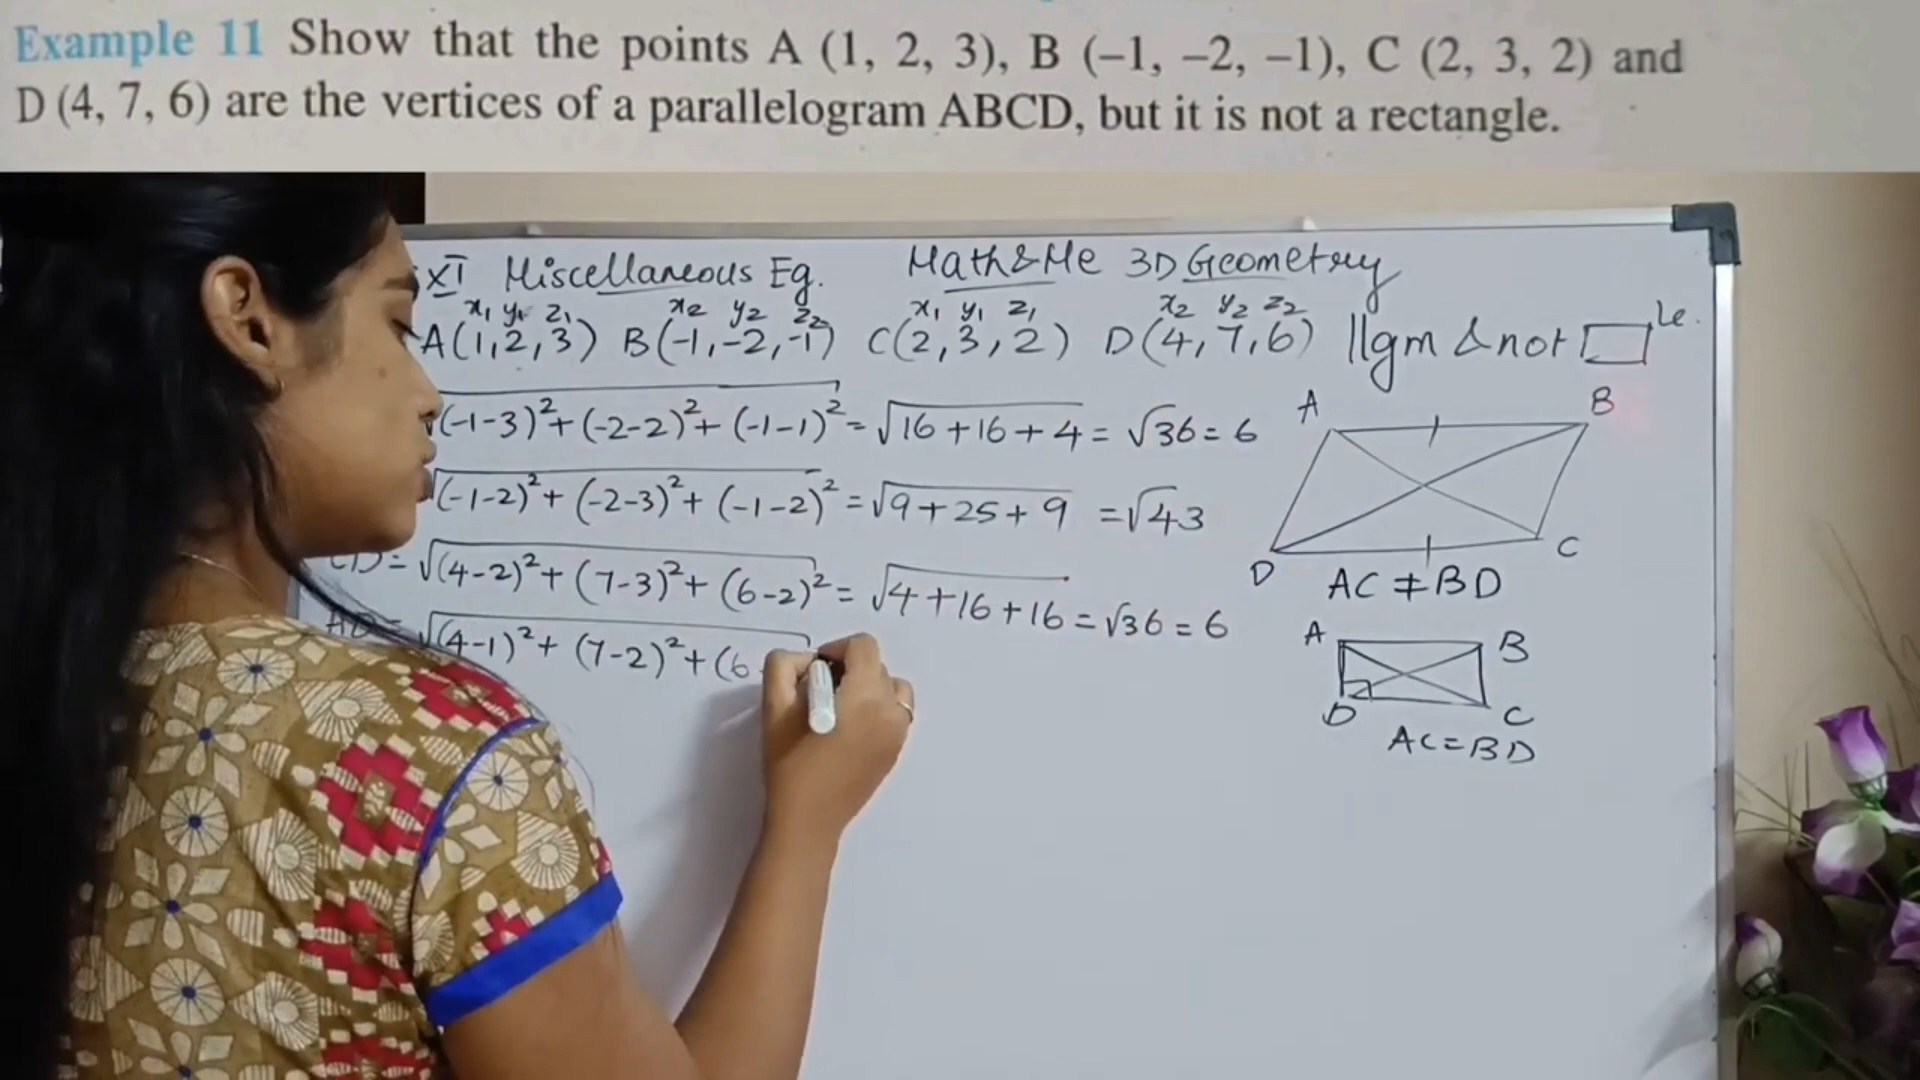 Example 11 Show that the points A (1, 2, 3), B (–1, –2, –1), C (2, 3, 2) and
D (4, 7, 6) are the vertices of a parallelogram ABCD, but it is not a rectangle.
XI Miscellaneous Eg. Math&Me 3D Geometry
x₁ y₁ z₁ x₂ y₂ z₂ x₁ y₁ z₁ x₂ y₂ z₂
A(1,2,3) B(-1,-2,-1) C(2,3,2) D(4,7,6) ||gm & not ▭le.
√(-1-3)²+(-2-2)²+(-1-1)² = √16+16+4 = √36 = 6
√(-1-2)²+(-2-3)²+(-1-2)² = √9+25+9 = √43
CD = √(4-2)²+(7-3)²+(6-2)² = √4+16+16 = √36 = 6
AD = √(4-1)²+(7-2)²+(6
A B
D C
AC ≠ BD
A B
D C
AC = BD